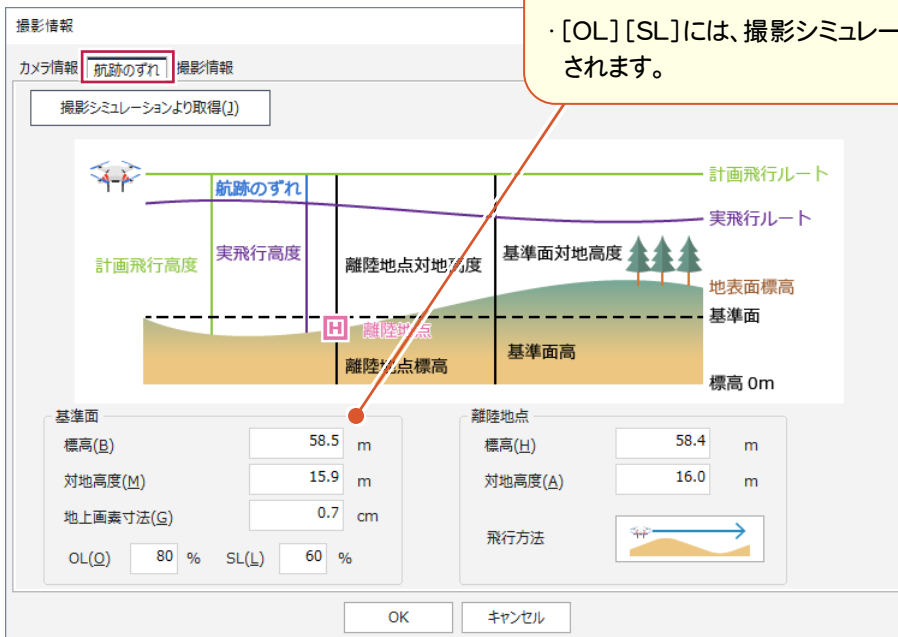 撮影情報
・[OL][SL]には、撮影シミュレー
されます。
カメラ情報 航跡のずれ 撮影情報
撮影シミュレーションより取得(J)
計画飛行ルート
航跡のずれ
実飛行ルート
計画飛行高度 実飛行高度 離陸地点対地高度 基準面対地高度
地表面標高
基準面
H 離陸地点
離陸地点標高 基準面高
標高 0m
基準面
標高(B) 58.5 m
対地高度(M) 15.9 m
地上画素寸法(G) 0.7 cm
OL(O) 80 % SL(L) 60 %
離陸地点
標高(H) 58.4 m
対地高度(A) 16.0 m
飛行方法
OK キャンセル